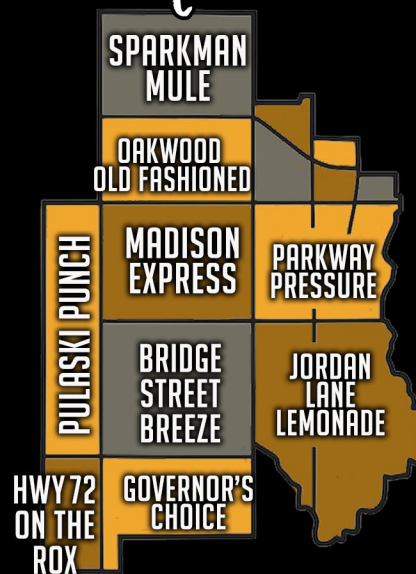 SPARKMAN
MULE
OAKWOOD
OLD FASHIONED
PULASKI PUNCH
MADISON
EXPRESS
PARKWAY
PRESSURE
BRIDGE
STREET
BREEZE
JORDAN
LANE
LEMONADE
HWY 72
ON THE
ROX
GOVERNOR'S
CHOICE